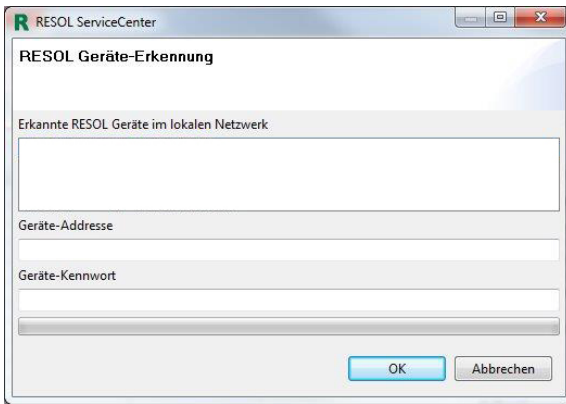 R RESOL ServiceCenter
RESOL Geräte-Erkennung
Erkannte RESOL Geräte im lokalen Netzwerk
Geräte-Addresse
Geräte-Kennwort
OK Abbrechen